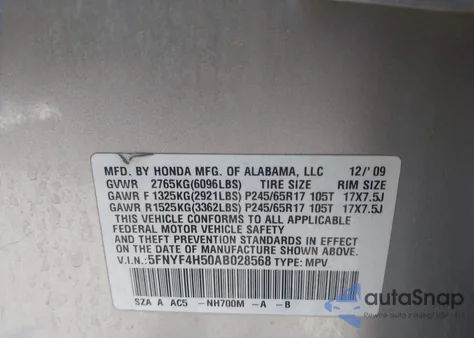 MFD. BY HONDA MFG. OF ALABAMA, LLC 12/'09
GVWR 2765KG(6096LBS) TIRE SIZE RIM SIZE
GAWR F 1325KG(2921LBS) P245/65R17 105T 17X7.5J
GAWR R 1525KG(3362LBS) P245/65R17 105T 17X7.5J
THIS VEHICLE CONFORMS TO ALL APPLICABLE
FEDERAL MOTOR VEHICLE SAFETY STANDARDS IN
EFFECT ON THE DATE OF MANUFACTURE SHOWN ABOVE.
V.I.N.: 5FNYF4H50AB028568 TYPE: MPV
SZA A AC5 -NH700M -A -B
autoSnap